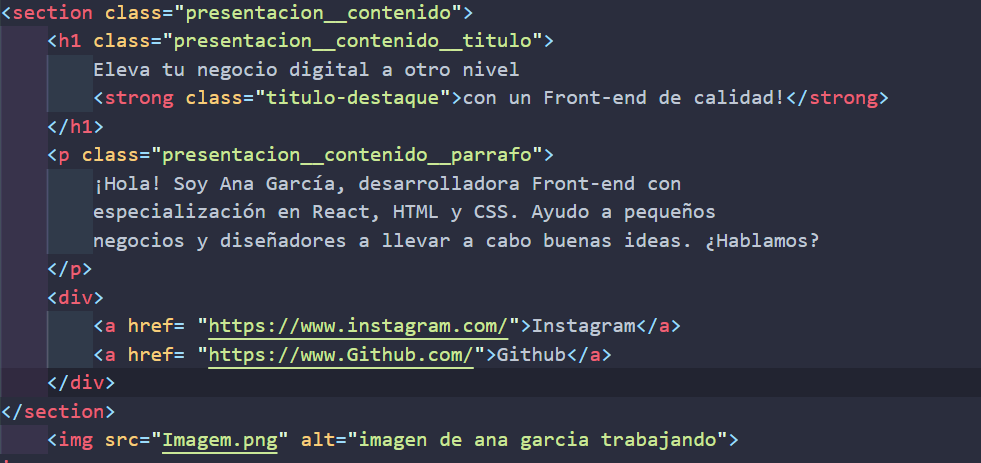 <section class="presentacion__contenido">
<h1 class="presentacion__contenido__titulo">
Eleva tu negocio digital a otro nivel
<strong class="titulo-destaque">con un Front-end de calidad!</strong>
</h1>
<p class="presentacion__contenido__parrafo">
¡Hola! Soy Ana García, desarrolladora Front-end con
especialización en React, HTML y CSS. Ayudo a pequeños
negocios y diseñadores a llevar a cabo buenas ideas. ¿Hablamos?
</p>
<div>
<a href= "https://www.instagram.com/">Instagram</a>
<a href= "https://www.Github.com/">Github</a>
</div>
</section>
<img src="Imagem.png" alt="imagen de ana garcia trabajando">